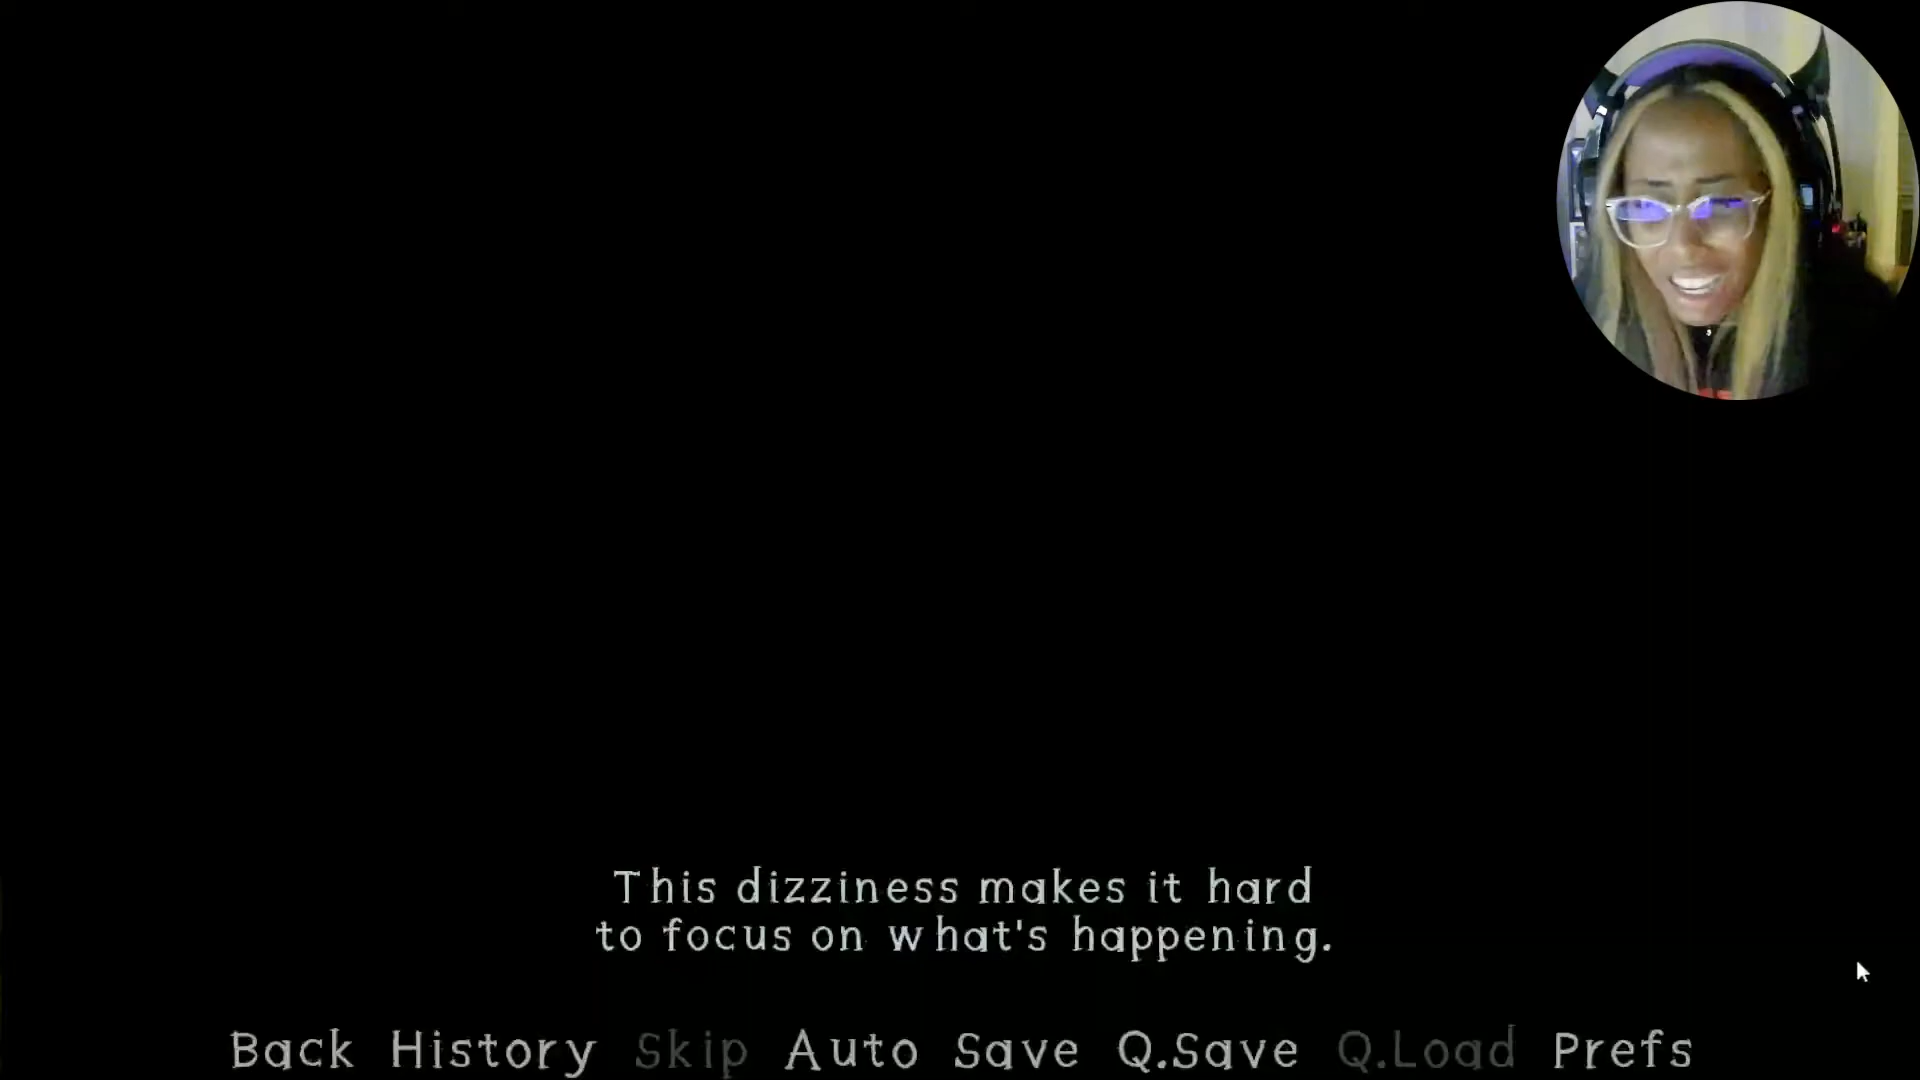 This dizziness makes it hard
to focus on what's happening.
Back History Skip Auto Save Q.Save Q.Load Prefs